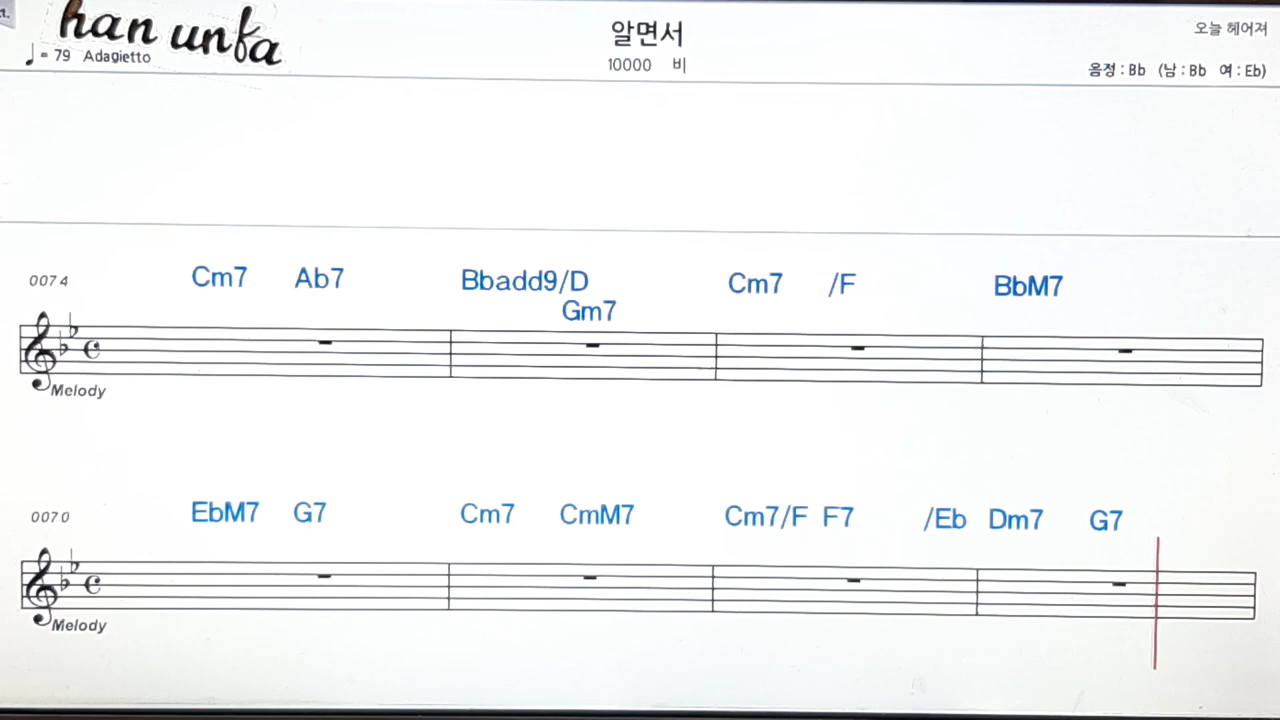 1.
han unfa
알면서
오늘 헤어져
♩= 79 Adagietto
10000 비
음정 : Bb (남 : Bb 여 : Eb)
0074 Cm7 Ab7 Bbadd9/D Cm7 /F BbM7
Gm7
Melody
0070 EbM7 G7 Cm7 CmM7 Cm7/F F7 /Eb Dm7 G7
Melody